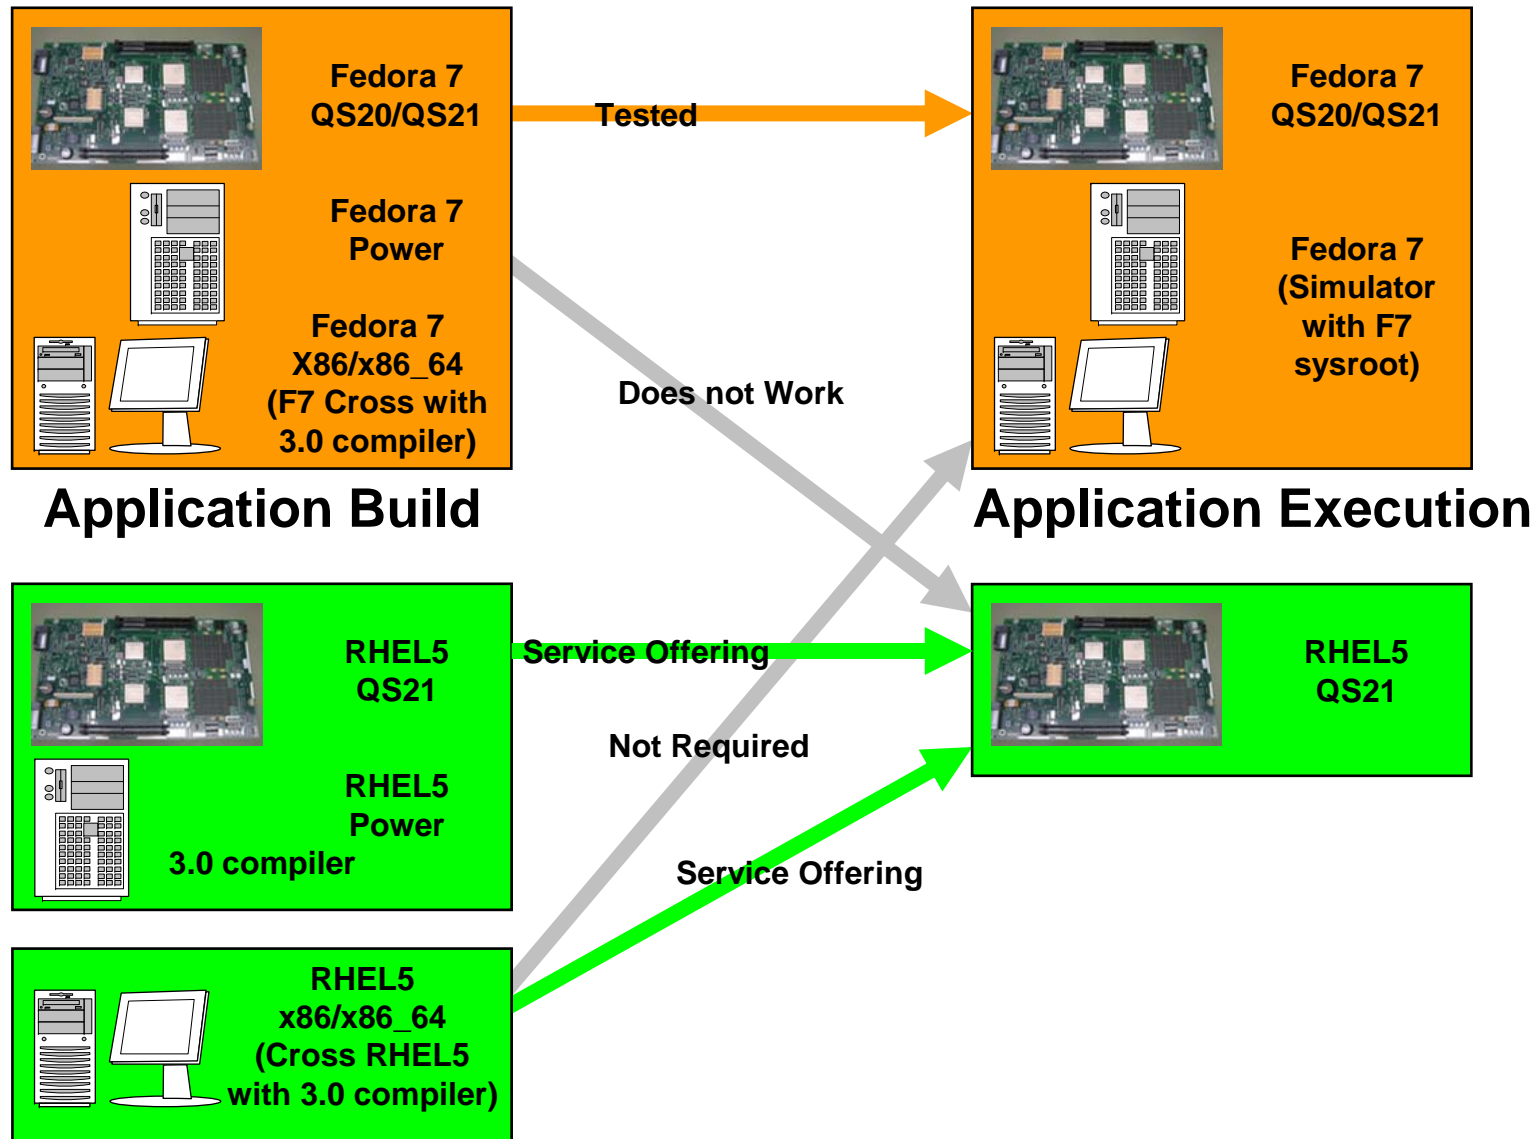 Fedora 7
QS20/QS21
Fedora 7
Power
Fedora 7
X86/x86_64
(F7 Cross with
3.0 compiler)
Tested
Does not Work
Fedora 7
QS20/QS21
Fedora 7
(Simulator
with F7
sysroot)
Application Build
Application Execution
RHEL5
QS21
RHEL5
Power
3.0 compiler
Service Offering
Not Required
Service Offering
RHEL5
QS21
RHEL5
x86/x86_64
(Cross RHEL5
with 3.0 compiler)